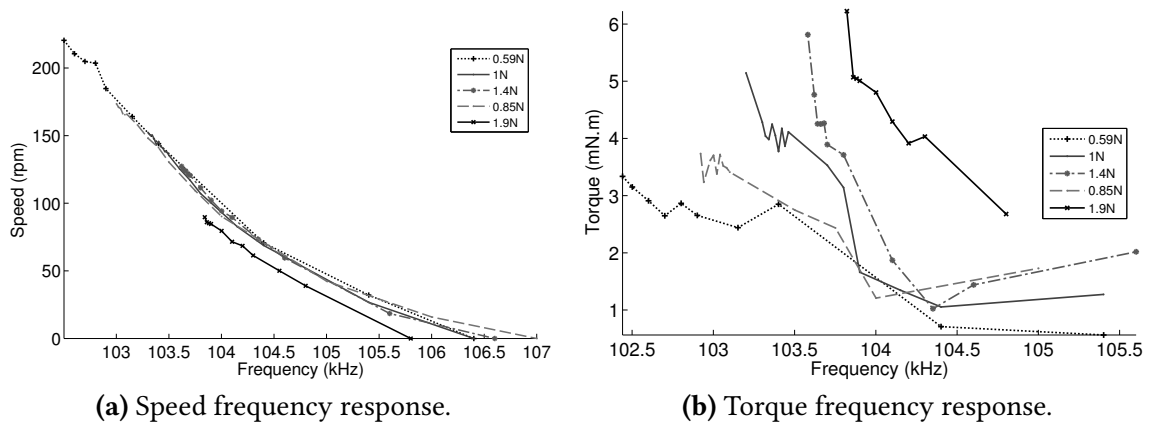 200
150
100
50
0
Speed (rpm)
0.59N
1N
1.4N
0.85N
1.9N
103 103.5 104 104.5 105 105.5 106 106.5 107
Frequency (kHz)
(a) Speed frequency response.
6
5
4
3
2
1
Torque (mN.m)
0.59N
1N
1.4N
0.85N
1.9N
102.5 103 103.5 104 104.5 105 105.5
Frequency (kHz)
(b) Torque frequency response.